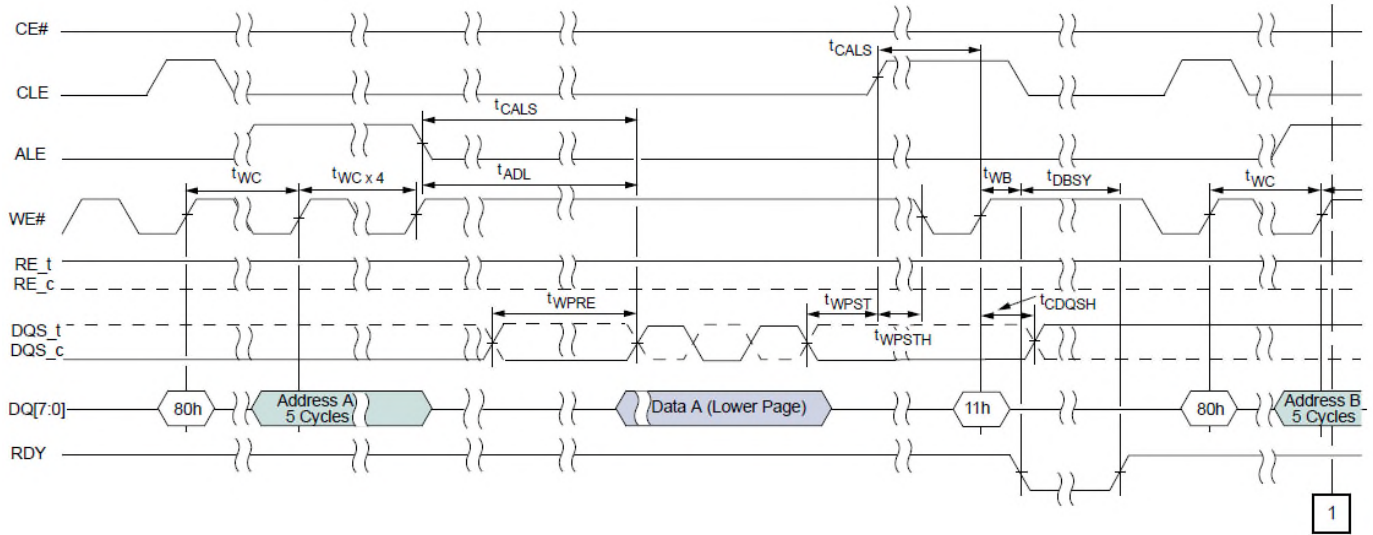 CE#
tCALS
CLE
tCALS
ALE
tWC
tWC x 4
tADL
tWB
tDBSY
tWC
WE#
RE_t
RE_c
tWPRE
tWPST
tCDQSH
DQS_t
DQS_c
tWPSTH
DQ[7:0]
80h
Address A
5 Cycles
Data A (Lower Page)
11h
80h
Address B
5 Cycles
RDY
1